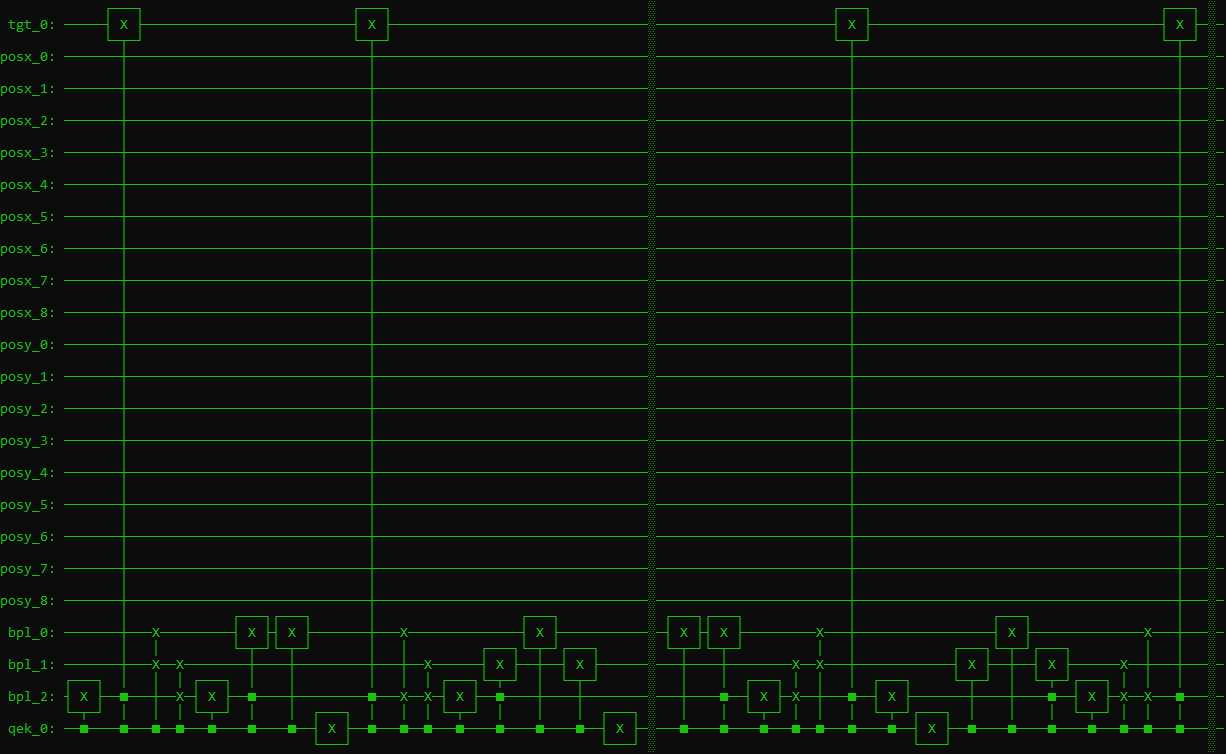 tgt_0: X X X X
posx_0:
posx_1:
posx_2:
posx_3:
posx_4:
posx_5:
posx_6:
posx_7:
posx_8:
posy_0:
posy_1:
posy_2:
posy_3:
posy_4:
posy_5:
posy_6:
posy_7:
posy_8:
bpl_0: X X X X X X X X X X
bpl_1: X X X X X X X X X X
bpl_2: X X X X X X X X X X X X
qek_0: X X X